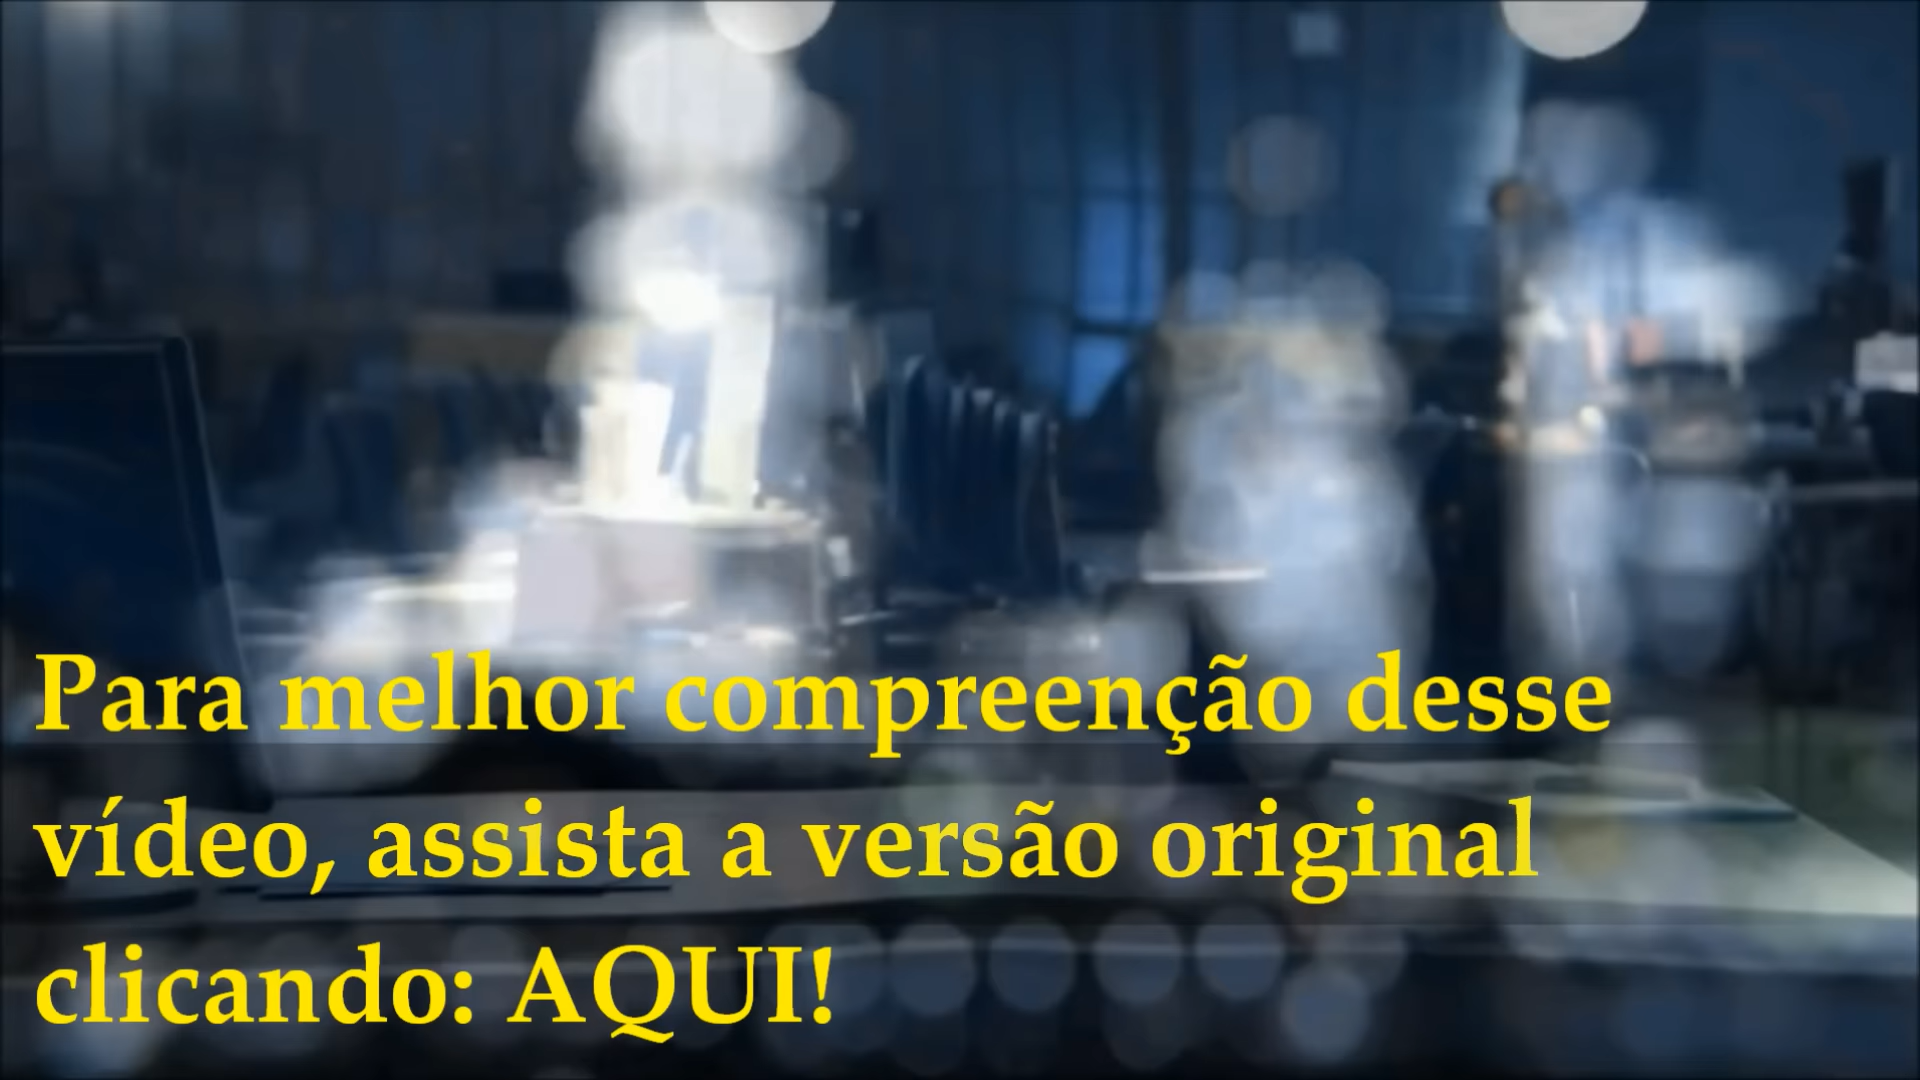 Para melhor compreenção desse
vídeo, assista a versão original
clicando: AQUI!